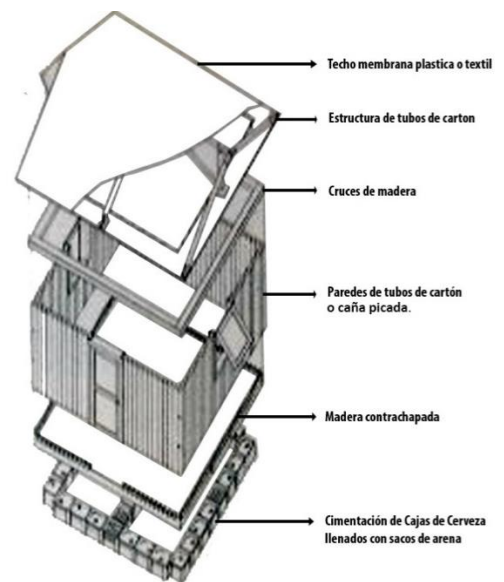 Techo membrana plastica o textil
Estructura de tubos de carton
Cruces de madera
Paredes de tubos de cartón
o caña picada.
Madera contrachapada
Cimentación de Cajas de Cerveza
llenados con sacos de arena